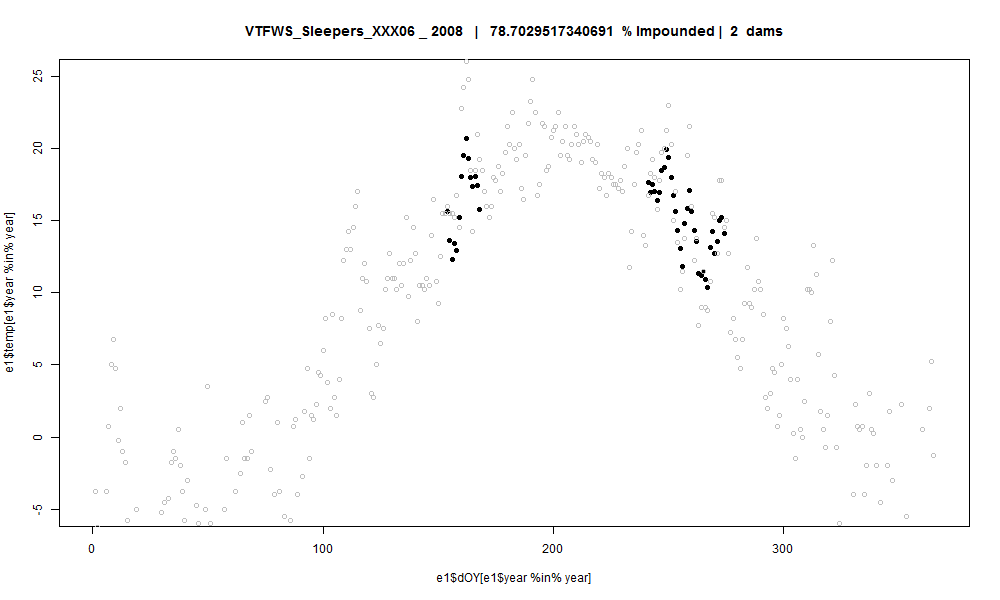 VTFWS_Sleepers_XXX06 _ 2008 | 78.7029517340691 % Impounded | 2 dams
e1$temp[e1$year %in% year]
25
20
15
10
5
0
-5
0 100 200 300
e1$dOY[e1$year %in% year]